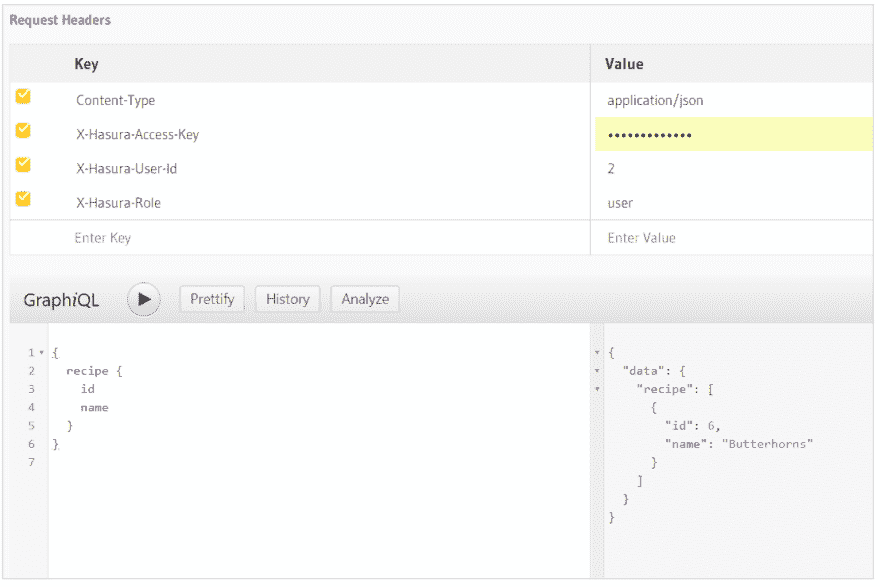 Request Headers
Key Value
Content-Type application/json
X-Hasura-Access-Key •••••••••••••
X-Hasura-User-Id 2
X-Hasura-Role user
Enter Key Enter Value
GraphiQL Prettify History Analyze
1 {
2 recipe {
3 id
4 name
5 }
6 }
7
{
"data": {
"recipe": [
{
"id": 6,
"name": "Butterhorns"
}
]
}
}